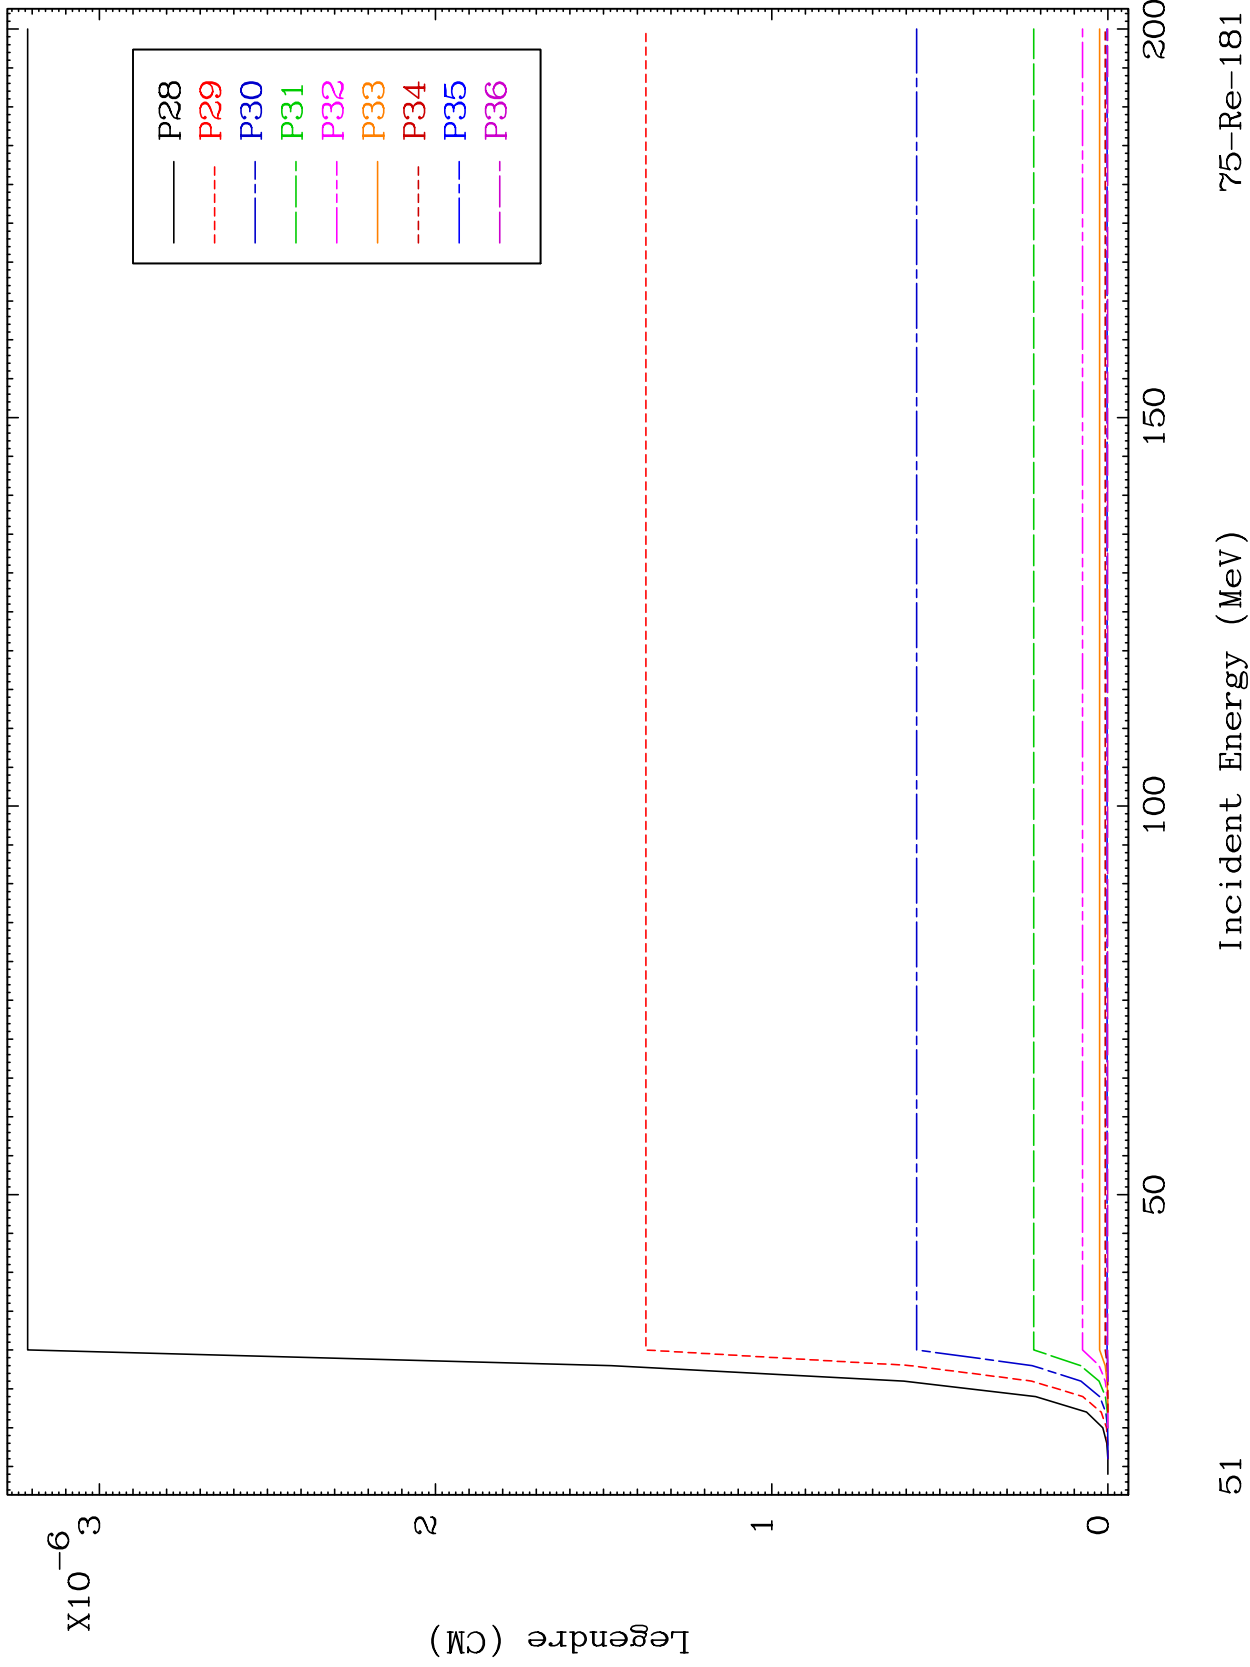 X10-6
3
2
1
0
Legendre (CM)
P28
P29
P30
P31
P32
P33
P34
P35
P36
50
100
150
200
Incident Energy (MeV)
51
75-Re-181